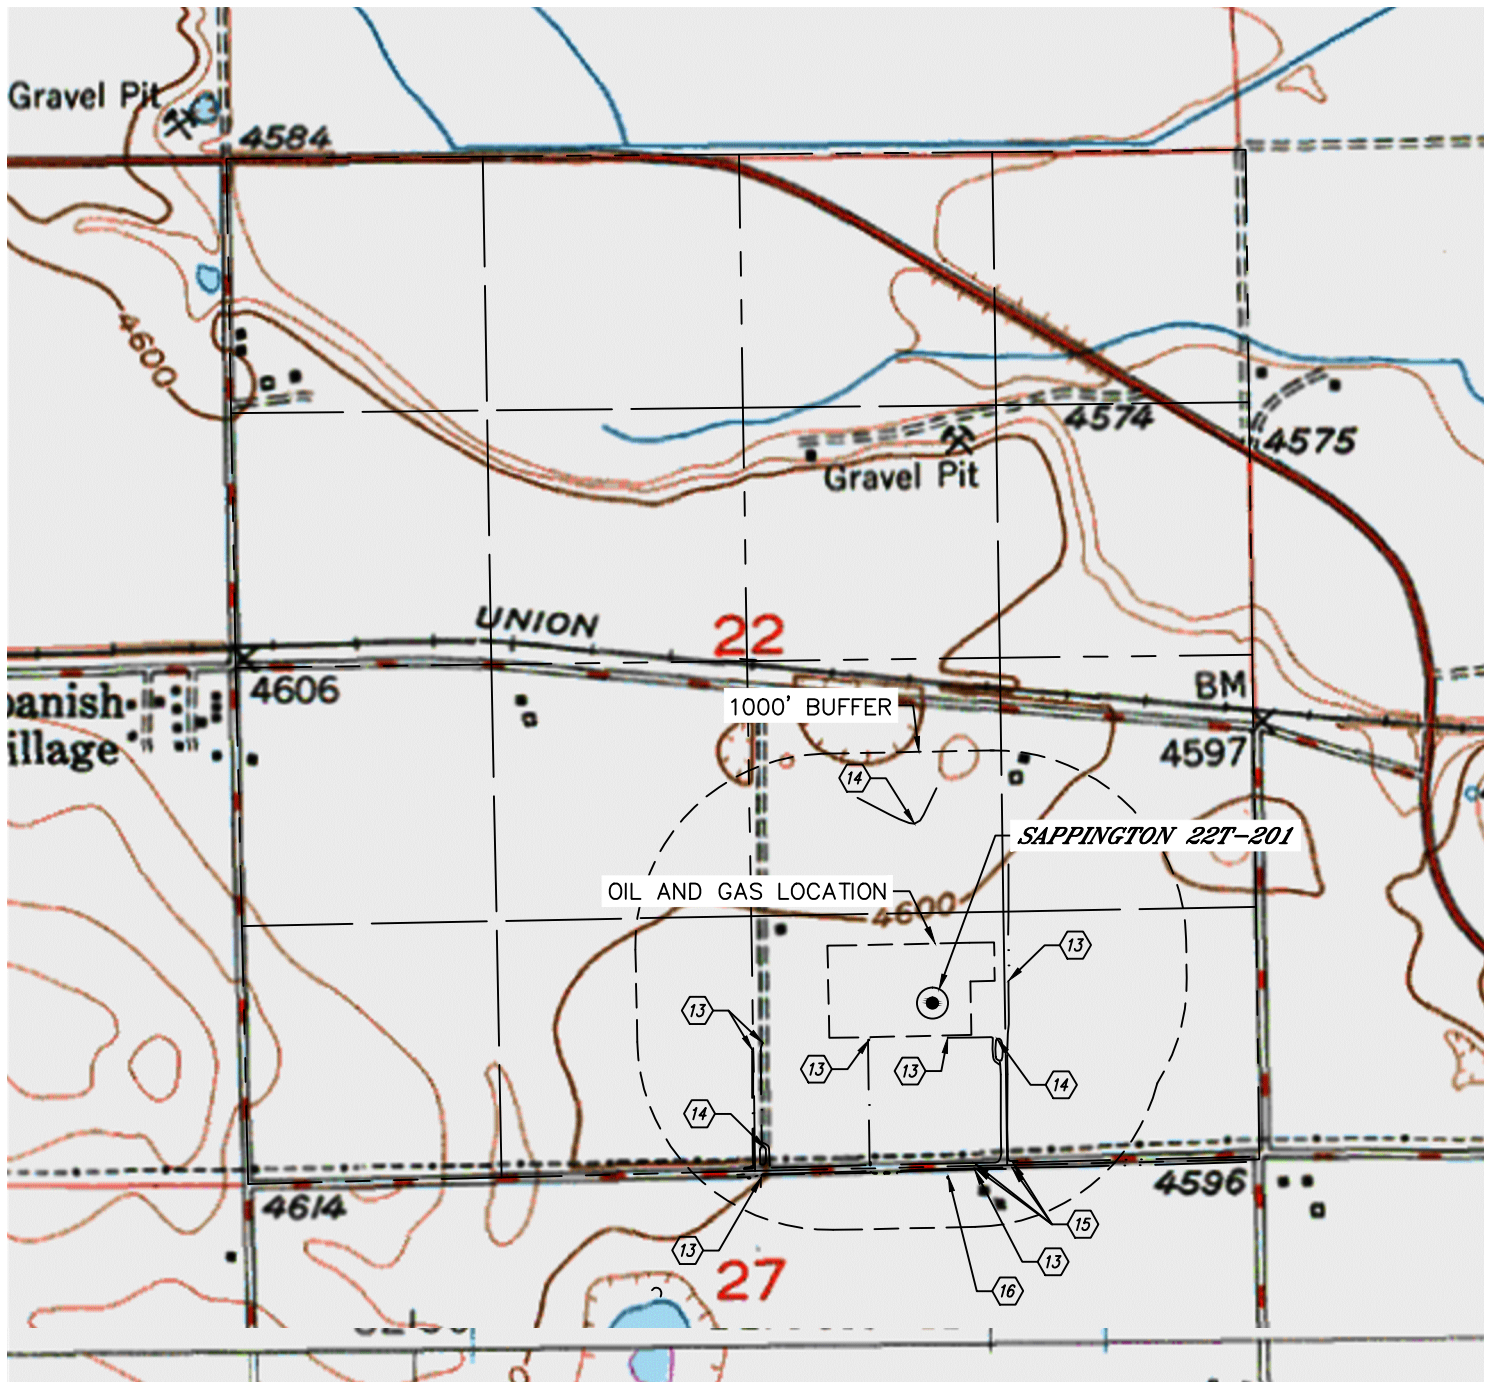 Gravel Pit
4584
4600
4574
4575
Gravel Pit
UNION
22
4606
BM
panish
illage
1000' BUFFER
4597
14
SAPPINGTON 22T-201
OIL AND GAS LOCATION
4600
13
13
13
13
14
14
4614
4596
15
13
13
27
16